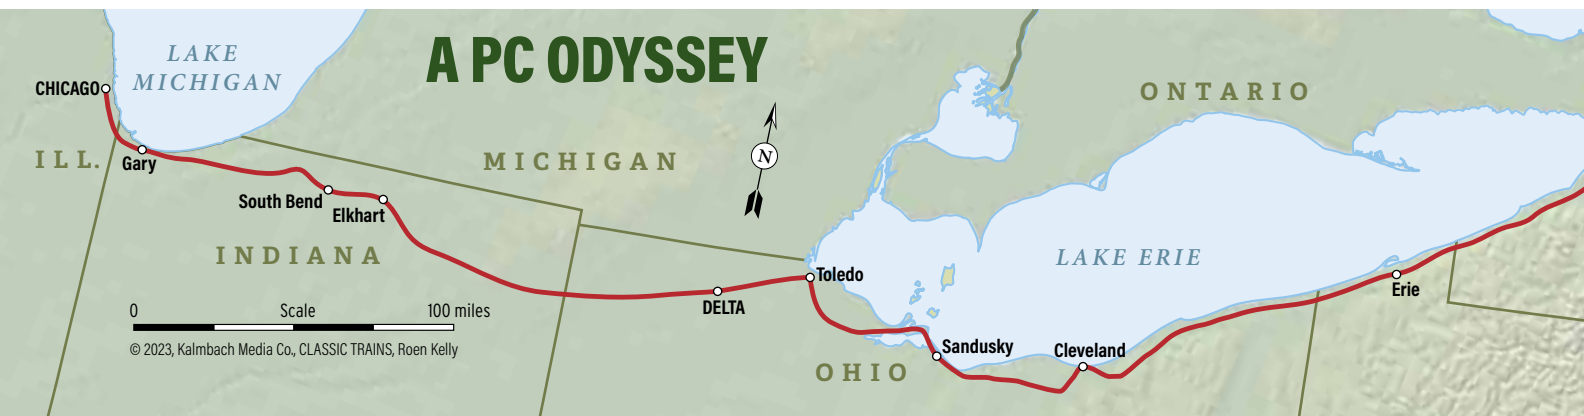 A PC ODYSSEY
LAKE
MICHIGAN
CHICAGO
ILL.
Gary
South Bend
Elkhart
INDIANA
MICHIGAN
N
ONTARIO
LAKE ERIE
Toledo
DELTA
Sandusky
Cleveland
Erie
OHIO
0 Scale 100 miles
© 2023, Kalmbach Media Co., CLASSIC TRAINS, Roen Kelly